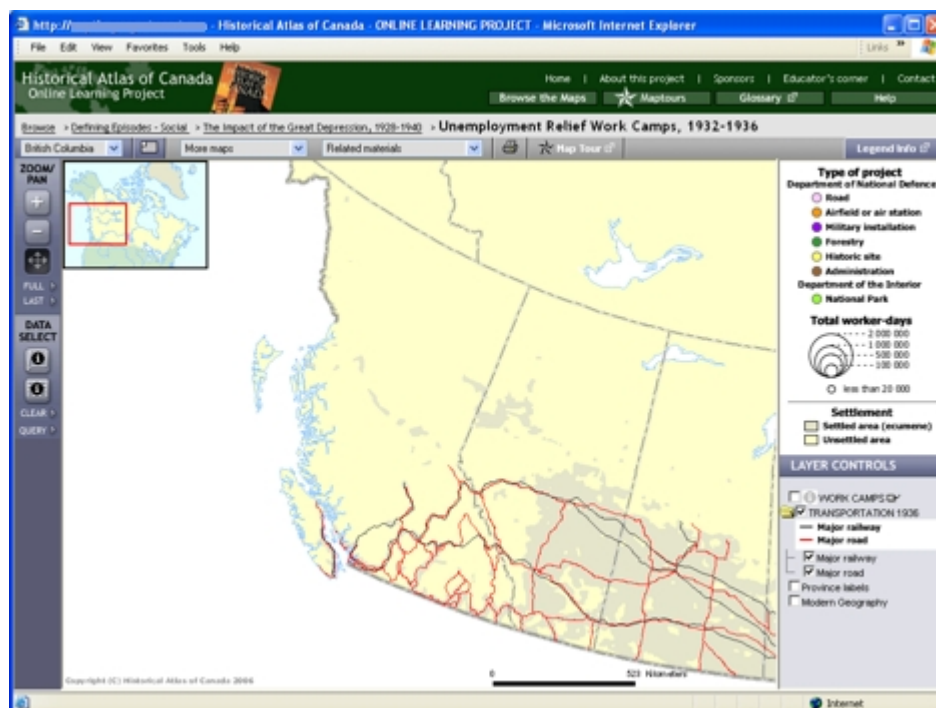 http:// - Historical Atlas of Canada - ONLINE LEARNING PROJECT - Microsoft Internet Explorer
File Edit View Favorites Tools Help Links »
Historical Atlas of Canada
Online Learning Project
Home | About this project | Sponsors | Educator's corner | Contact
Browse the Maps Maptours Glossary Help
Browse > Defining Episodes - Social > The Impact of the Great Depression, 1928-1940 > Unemployment Relief Work Camps, 1932-1936
British Columbia More maps Related materials Map Tour Legend Info
ZOOM/
PAN
FULL >
LAST >
DATA
SELECT
CLEAR >
QUERY >
Type of project
Department of National Defence
Road
Airfield or air station
Military installation
Forestry
Historic site
Administration
Department of the Interior
National Park
Total worker-days
2 000 000
1 000 000
500 000
100 000
less than 20 000
Settlement
Settled area (ecumene)
Unsettled area
LAYER CONTROLS
WORK CAMPS
TRANSPORTATION 1936
Major railway
Major road
Major railway
Major road
Province labels
Modern Geography
0 523 Kilometers
Copyright (C) Historical Atlas of Canada 2006
Internet